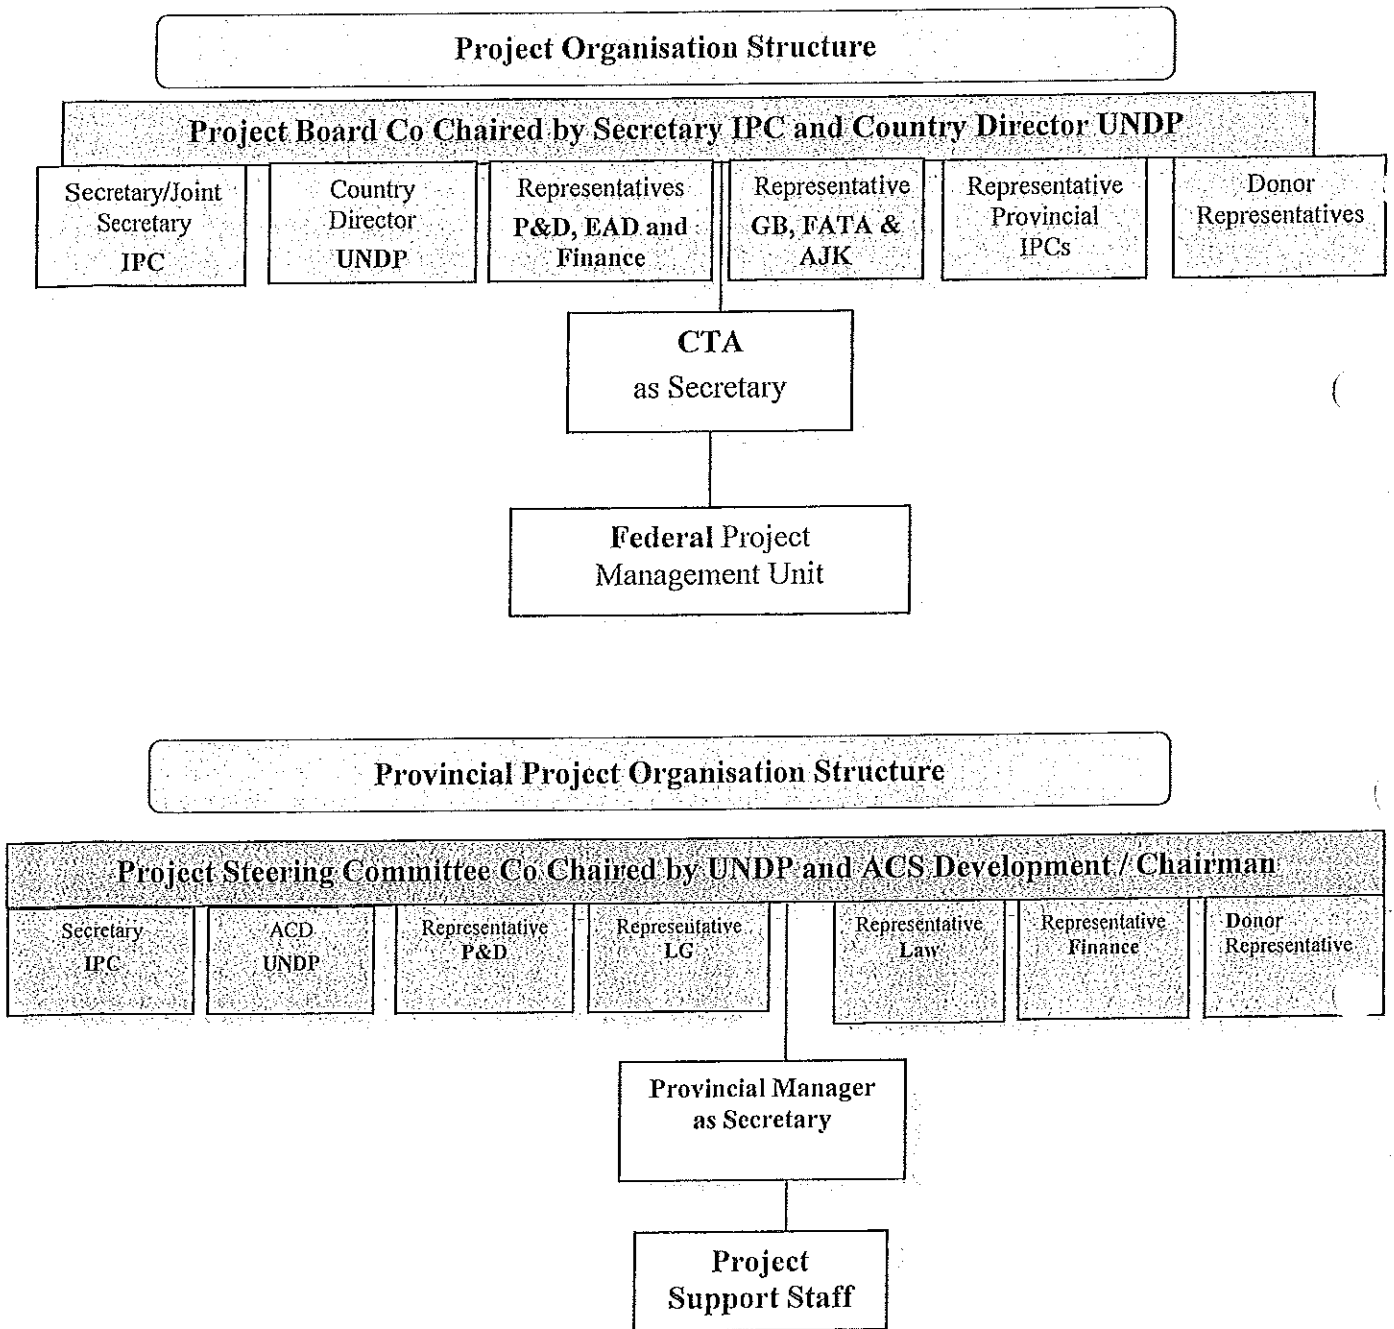 Project Organisation Structure
Project Board Co Chaired by Secretary IPC and Country Director UNDP
Secretary/Joint
Secretary
IPC
Country
Director
UNDP
Representatives
P&D, EAD and
Finance
Representative
GB, FATA &
AJK
Representative
Provincial
IPCs
Donor
Representatives
CTA
as Secretary
Federal Project
Management Unit
Provincial Project Organisation Structure
Project Steering Committee Co Chaired by UNDP and ACS Development / Chairman
Secretary
IPC
ACD
UNDP
Representative
P&D
Representative
LG
Representative
Law
Representative
Finance
Donor
Representative
Provincial Manager
as Secretary
Project
Support Staff